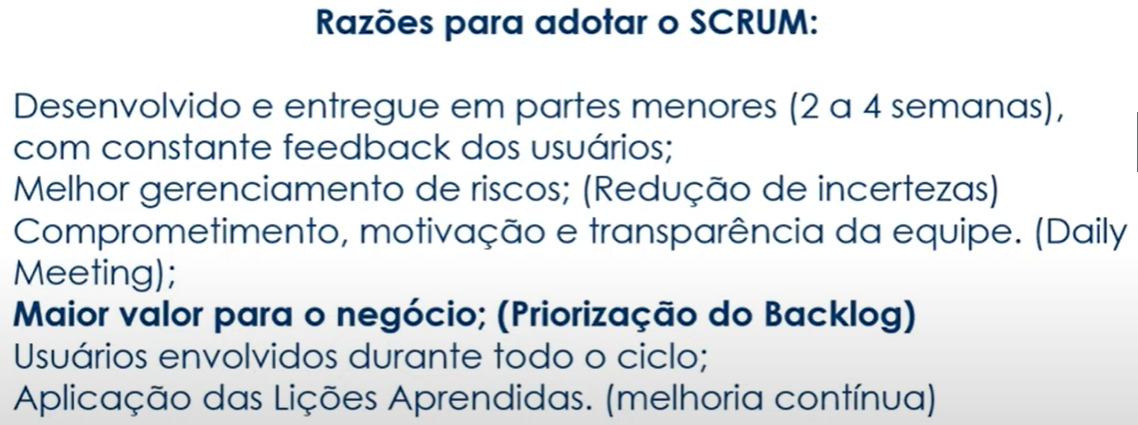 Razões para adotar o SCRUM:
Desenvolvido e entregue em partes menores (2 a 4 semanas),
com constante feedback dos usuários;
Melhor gerenciamento de riscos; (Redução de incertezas)
Comprometimento, motivação e transparência da equipe. (Daily
Meeting);
Maior valor para o negócio; (Priorização do Backlog)
Usuários envolvidos durante todo o ciclo;
Aplicação das Lições Aprendidas. (melhoria contínua)